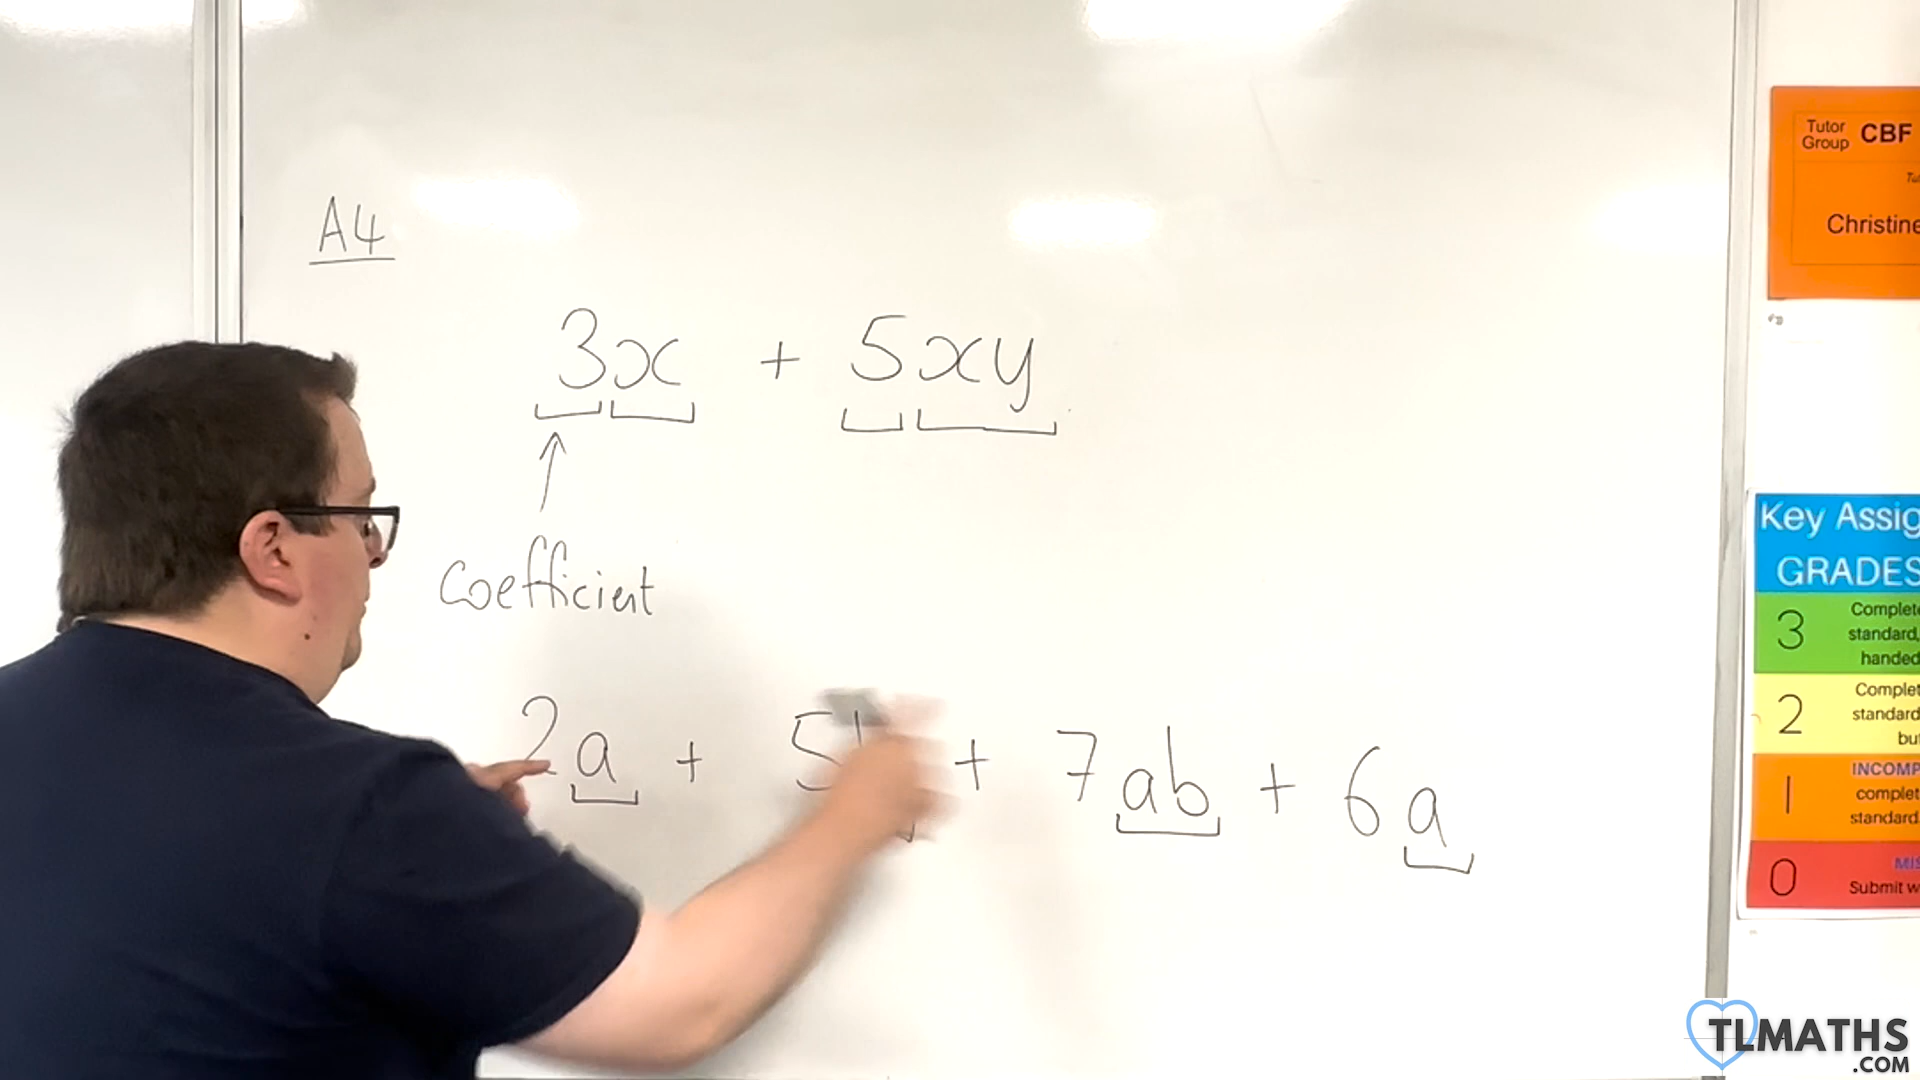 A4
3x + 5xy
coefficient
2a + 5 + 7ab + 6a
Tutor Group CBF
Christine
Key Assig
GRADES
3 Complete
standard,
handed
2 Complet
standard
but
INCOMP
1 complet
standard
0
Submit w
TLMATHS
.COM